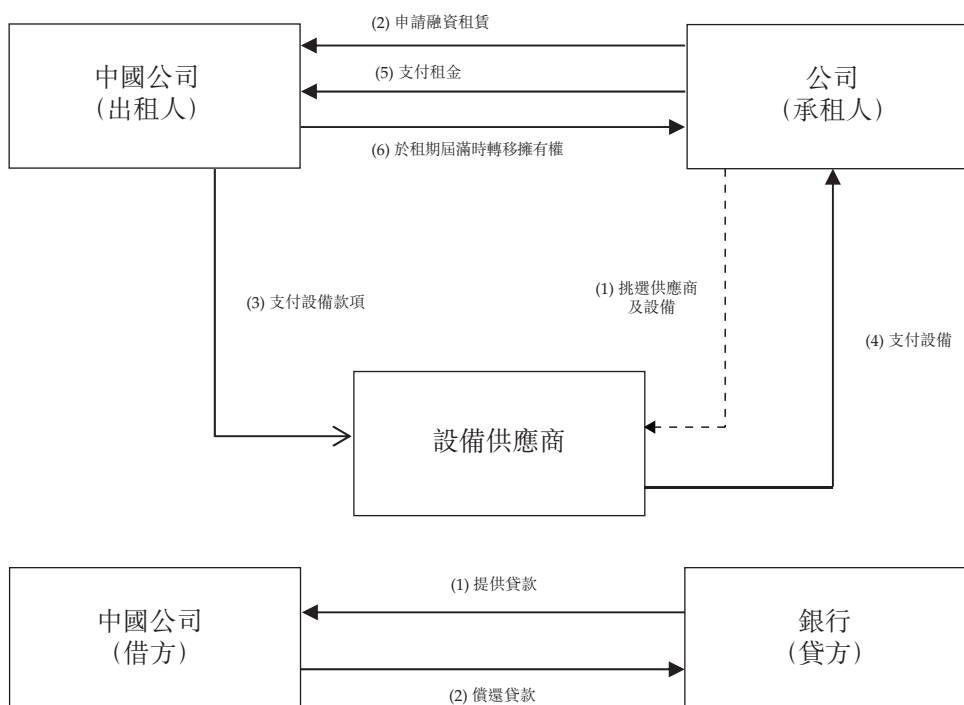 (2) 申請融資租賃
中國公司
(出租人)
(5) 支付租金
公司
(承租人)
(6) 於租期屆滿時轉移擁有權
(3) 支付設備款項
(1) 挑選供應商
及設備
(4) 支付設備
設備供應商
(1) 提供貸款
中國公司
(借方)
銀行
(貸方)
(2) 償還貸款